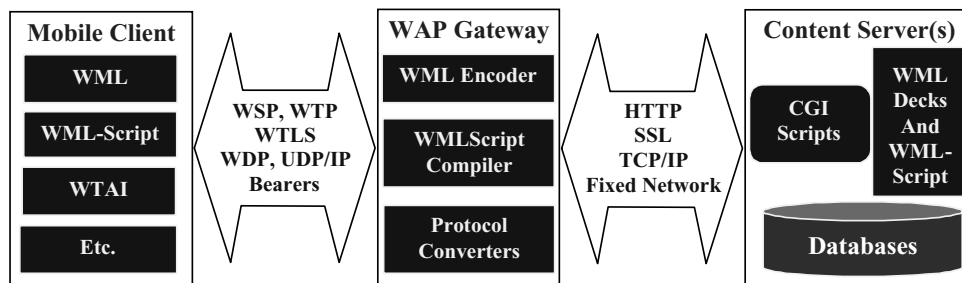 Mobile Client
WML
WML-Script
WTAI
Etc.
WSP, WTP
WTLS
WDP, UDP/IP
Bearers
WAP Gateway
WML Encoder
WMLScript
Compiler
Protocol
Converters
HTTP
SSL
TCP/IP
Fixed Network
Content Server(s)
CGI
Scripts
WML
Decks
And
WML-
Script
Databases